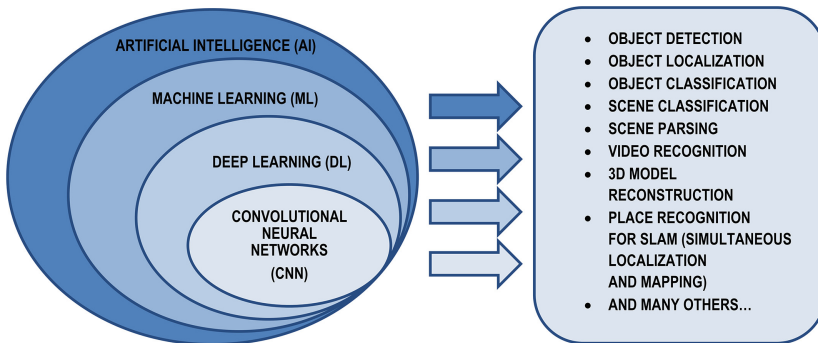 ARTIFICIAL INTELLIGENCE (AI)
MACHINE LEARNING (ML)
DEEP LEARNING (DL)
CONVOLUTIONAL
NEURAL
NETWORKS
(CNN)
• OBJECT DETECTION
• OBJECT LOCALIZATION
• OBJECT CLASSIFICATION
• SCENE CLASSIFICATION
• SCENE PARSING
• VIDEO RECOGNITION
• 3D MODEL
RECONSTRUCTION
• PLACE RECOGNITION
FOR SLAM (SIMULTANEOUS
LOCALIZATION
AND MAPPING)
• AND MANY OTHERS…